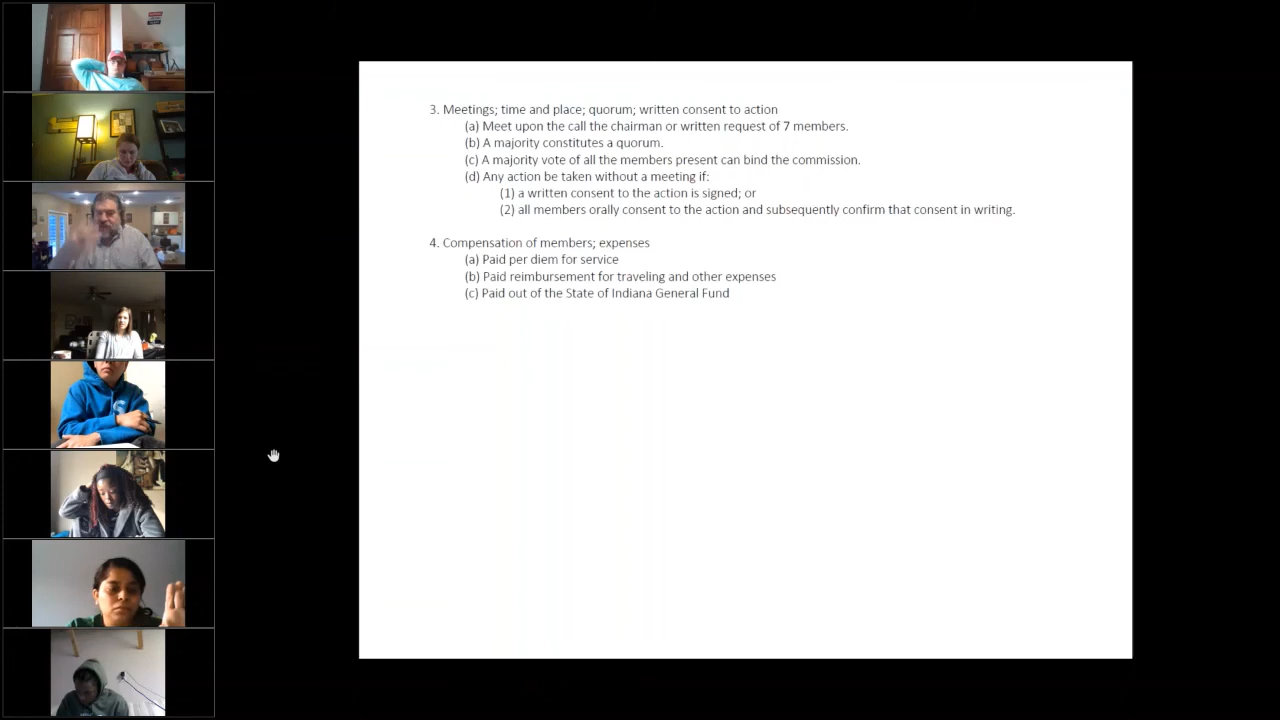 3. Meetings; time and place; quorum; written consent to action
(a) Meet upon the call the chairman or written request of 7 members.
(b) A majority constitutes a quorum.
(c) A majority vote of all the members present can bind the commission.
(d) Any action be taken without a meeting if:
(1) a written consent to the action is signed; or
(2) all members orally consent to the action and subsequently confirm that consent in writing.
4. Compensation of members; expenses
(a) Paid per diem for service
(b) Paid reimbursement for traveling and other expenses
(c) Paid out of the State of Indiana General Fund